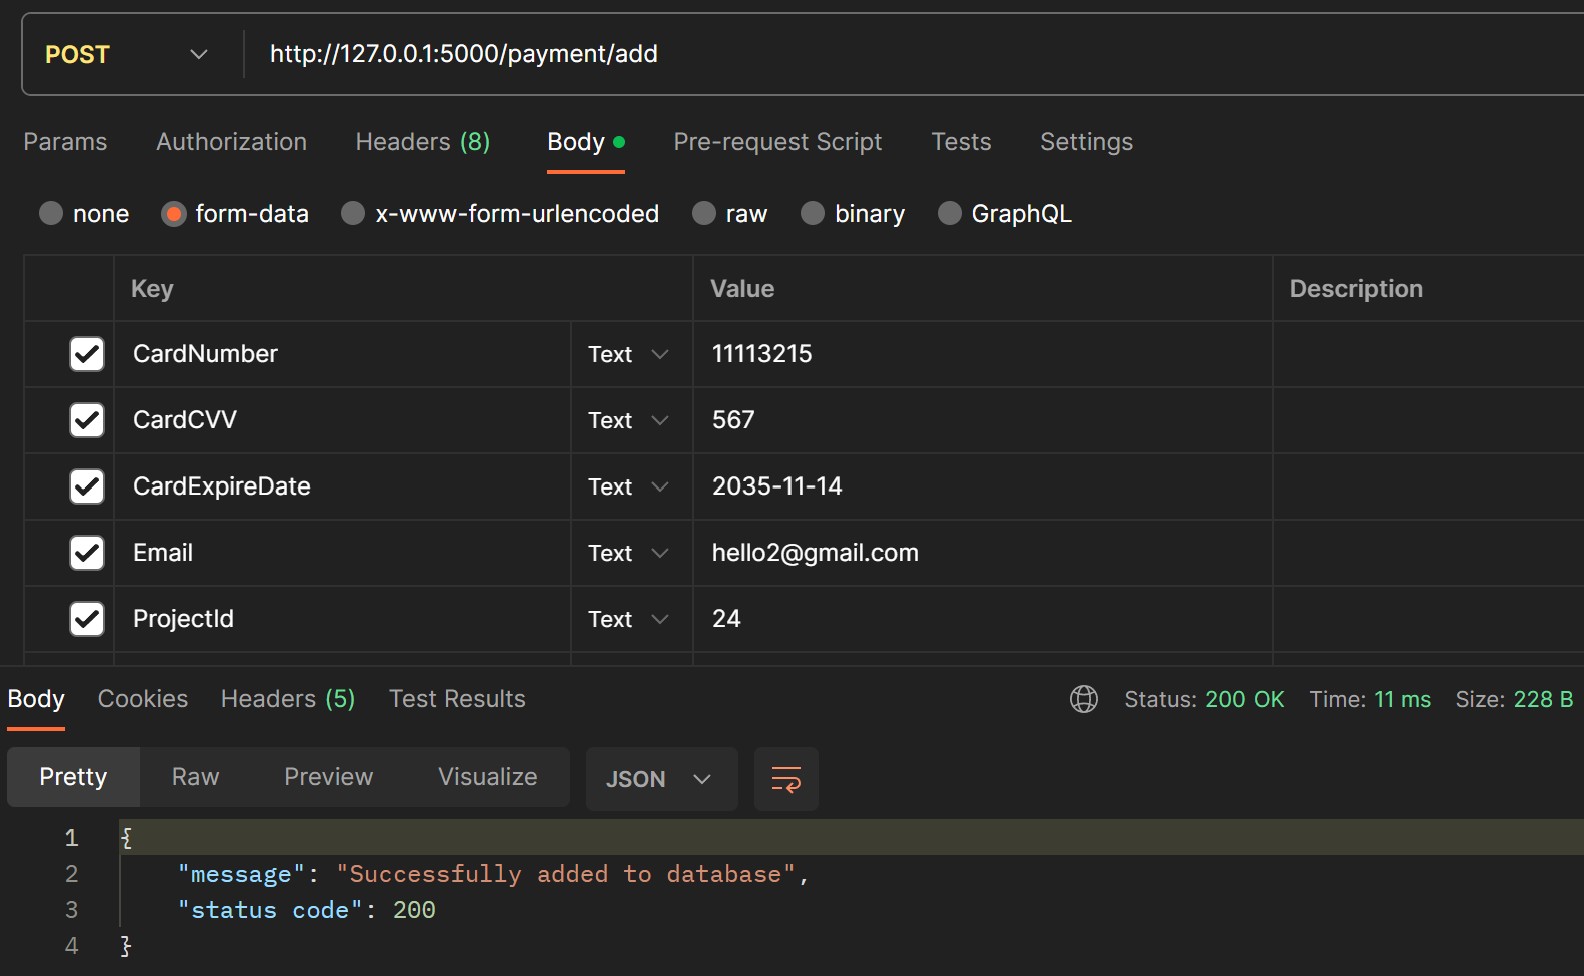 POST http://127.0.0.1:5000/payment/add
Params Authorization Headers (8) Body Pre-request Script Tests Settings
none form-data x-www-form-urlencoded raw binary GraphQL
Key Value Description
CardNumber Text 11113215
CardCVV Text 567
CardExpireDate Text 2035-11-14
Email Text hello2@gmail.com
ProjectId Text 24
Body Cookies Headers (5) Test Results Status: 200 OK Time: 11 ms Size: 228 B
Pretty Raw Preview Visualize JSON
1 {
2 "message": "Successfully added to database",
3 "status code": 200
4 }